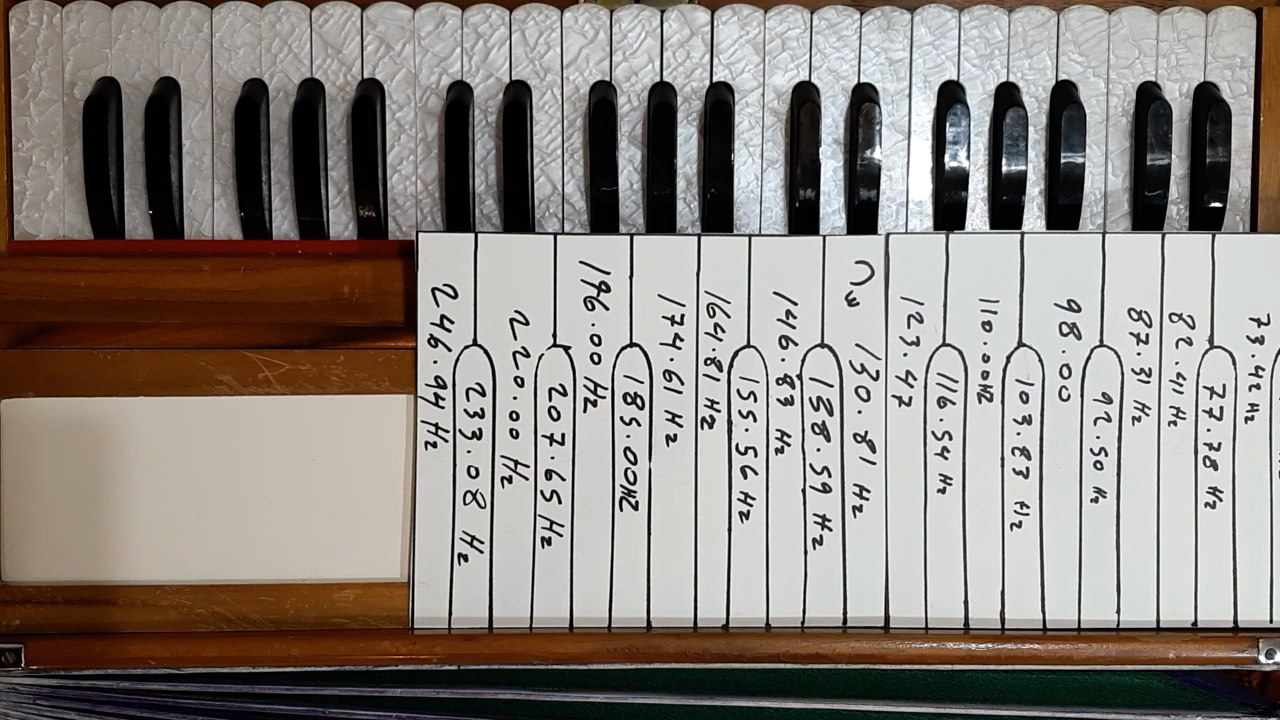 73.42 Hz
77.78 Hz
82.41 Hz
87.31 Hz
92.50 Hz
98.00
103.83 Hz
110.00HZ
116.54 Hz
123.47
C3 130.81 Hz
138.59 Hz
146.83 Hz
155.56 Hz
164.81 Hz
174.61 Hz
185.00HZ
196.00 Hz
207.65 Hz
220.00 Hz
233.08 Hz
246.94 Hz